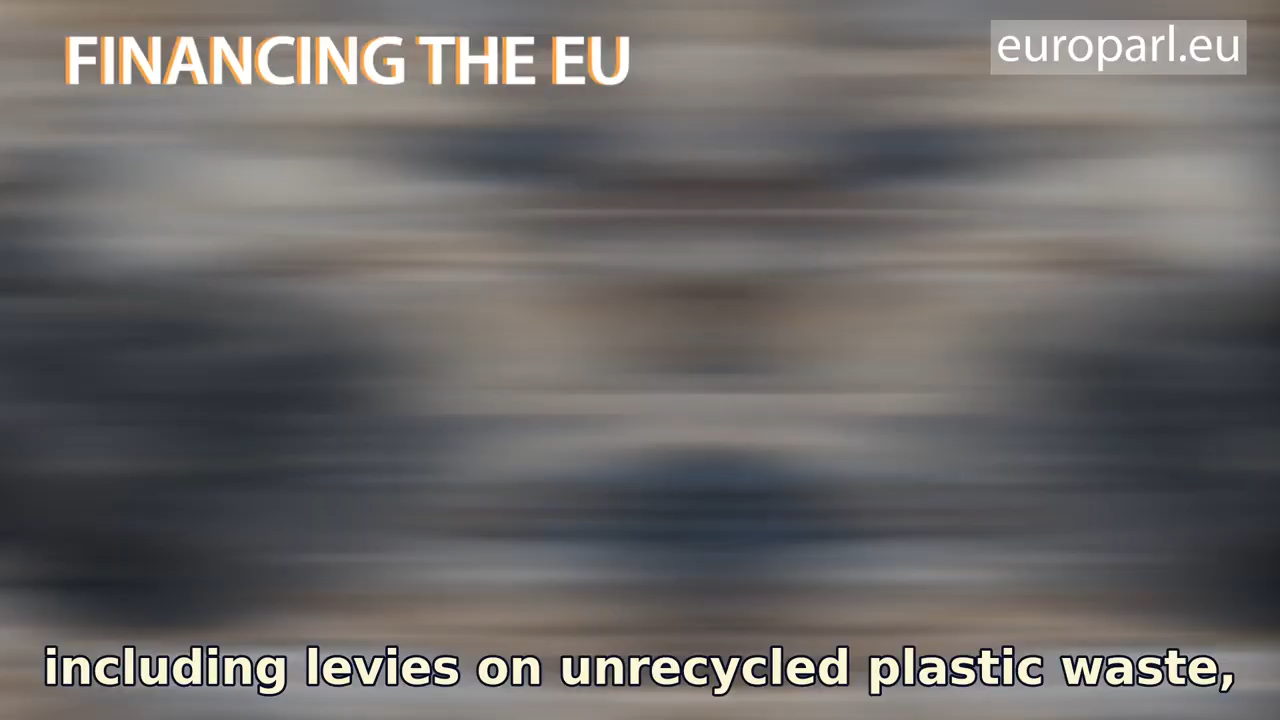 FINANCING THE EU
europarl.eu
including levies on unrecycled plastic waste,